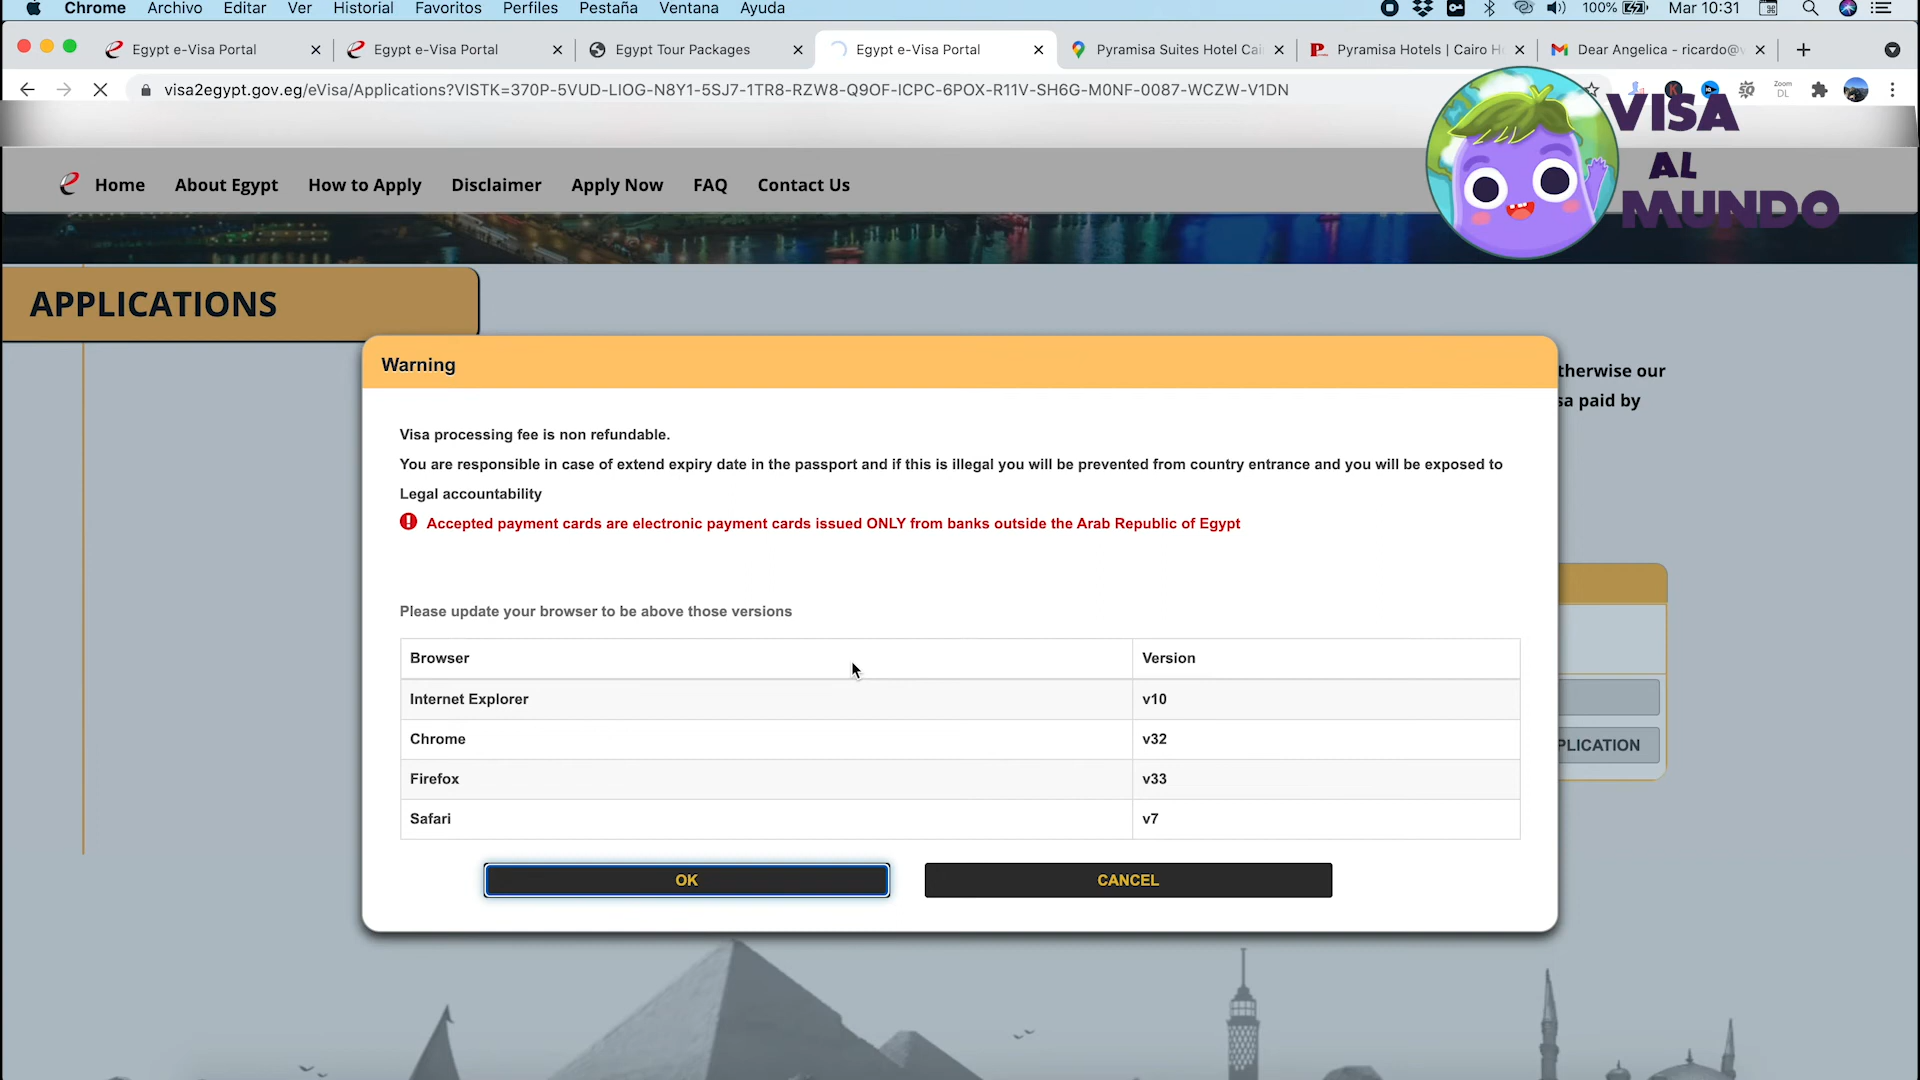 Chrome Archivo Editar Ver Historial Favoritos Perfiles Pestaña Ventana Ayuda 100% Mar 10:31
Egypt e-Visa Portal Egypt e-Visa Portal Egypt Tour Packages Egypt e-Visa Portal Pyramisa Suites Hotel Cai Pyramisa Hotels | Cairo H Dear Angelica - ricardo@v
visa2egypt.gov.eg/eVisa/Applications?VISTK=370P-5VUD-LIOG-N8Y1-5SJ7-1TR8-RZW8-Q9OF-ICPC-6POX-R11V-SH6G-M0NF-0087-WCZW-V1DN Zoom DL
VISA
AL
MUNDO
Home About Egypt How to Apply Disclaimer Apply Now FAQ Contact Us
APPLICATIONS
therwise our
sa paid by
Warning
Visa processing fee is non refundable.
You are responsible in case of extend expiry date in the passport and if this is illegal you will be prevented from country entrance and you will be exposed to
Legal accountability
Accepted payment cards are electronic payment cards issued ONLY from banks outside the Arab Republic of Egypt
Please update your browser to be above those versions
Browser Version
Internet Explorer v10
Chrome v32
Firefox v33
Safari v7
PLICATION
OK CANCEL